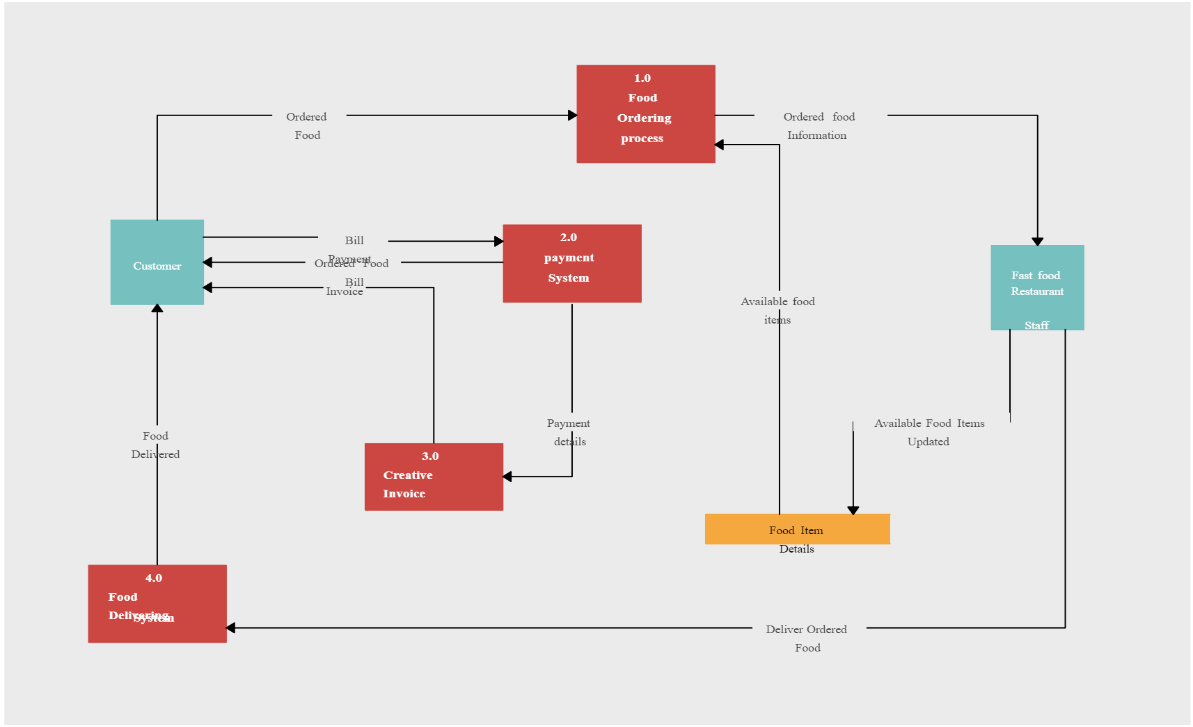 1.0
Food
Ordering
process
Ordered
Food
Ordered food
Information
Customer
Bill
Payment
Ordered Food
Bill
Invoice
2.0
payment
System
Fast food
Restaurant
Staff
Available food
items
Payment
details
Available Food Items
Updated
Food
Delivered
3.0
Creative
Invoice
Food Item
Details
4.0
Food
Delivering
System
Deliver Ordered
Food